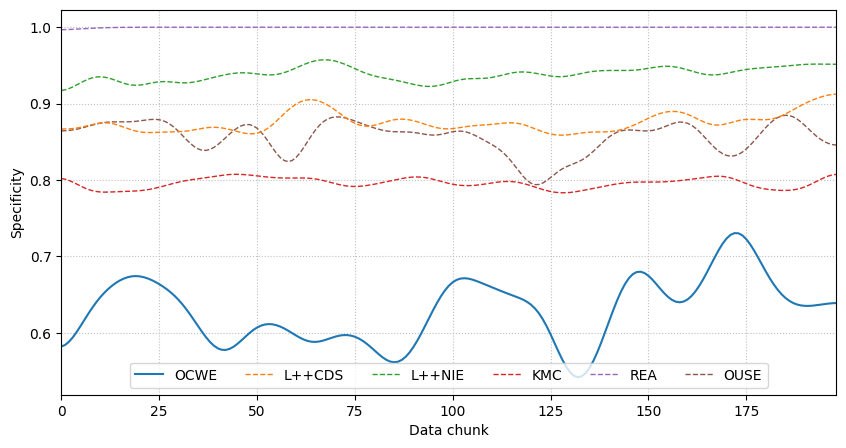 1.0
0.9
0.8
0.7
0.6
Specificity
OCWE L++CDS L++NIE KMC REA OUSE
0 25 50 75 100 125 150 175
Data chunk